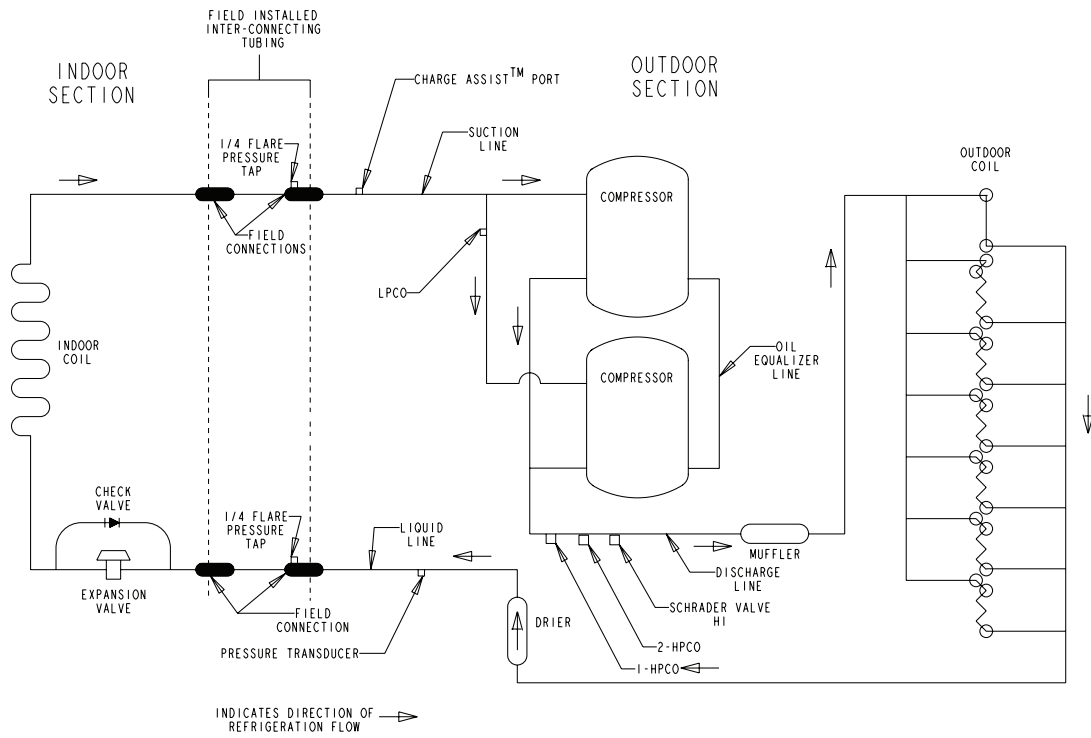 FIELD INSTALLED
INTER-CONNECTING
TUBING
INDOOR
SECTION
CHARGE ASSIST™ PORT
OUTDOOR
SECTION
1/4 FLARE
PRESSURE
TAP
SUCTION
LINE
OUTDOOR
COIL
COMPRESSOR
FIELD
CONNECTIONS
LPCO
INDOOR
COIL
OIL
EQUALIZER
LINE
COMPRESSOR
CHECK
VALVE
1/4 FLARE
PRESSURE
TAP
LIQUID
LINE
MUFFLER
DISCHARGE
LINE
EXPANSION
VALVE
FIELD
CONNECTION
SCHRADER VALVE
HI
DRIER
2-HPCO
PRESSURE TRANSDUCER
1-HPCO
INDICATES DIRECTION OF
REFRIGERATION FLOW